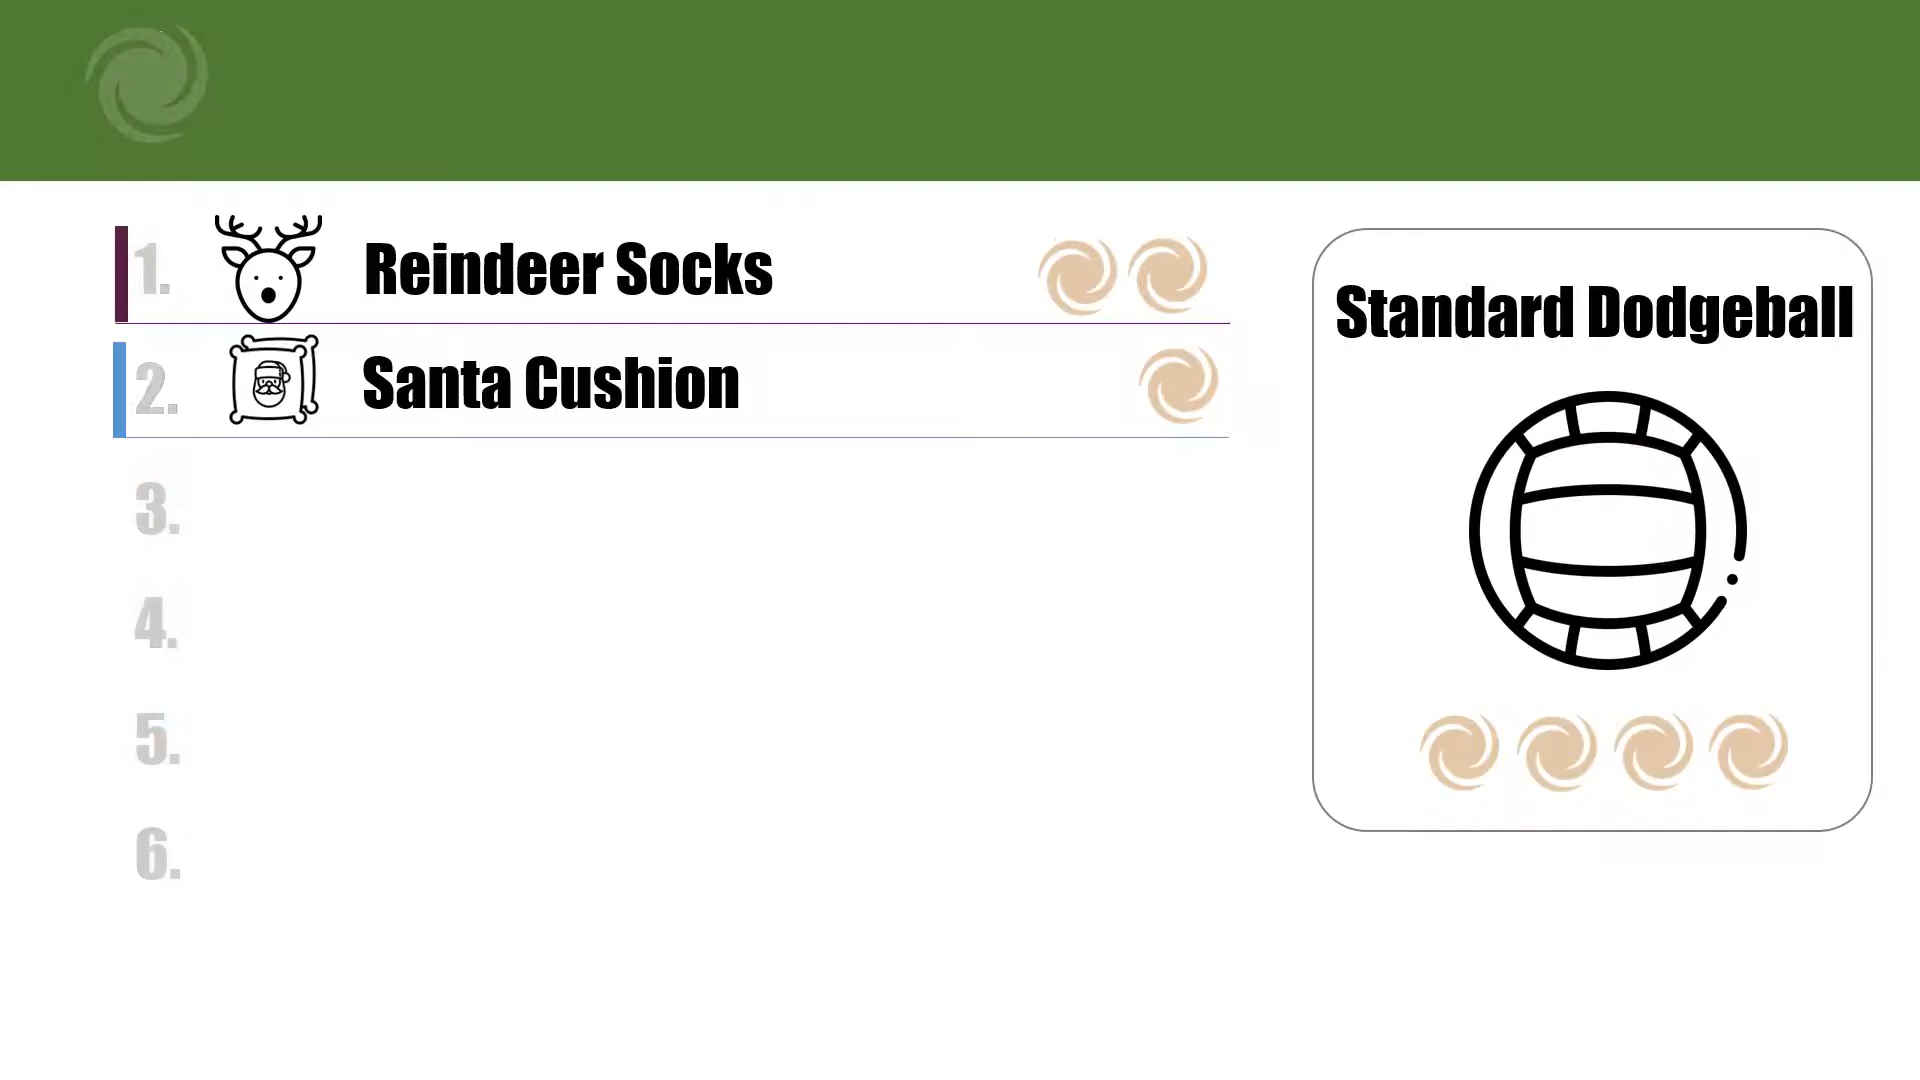 1. Reindeer Socks
2. Santa Cushion
3.
4.
5.
6.
Standard Dodgeball